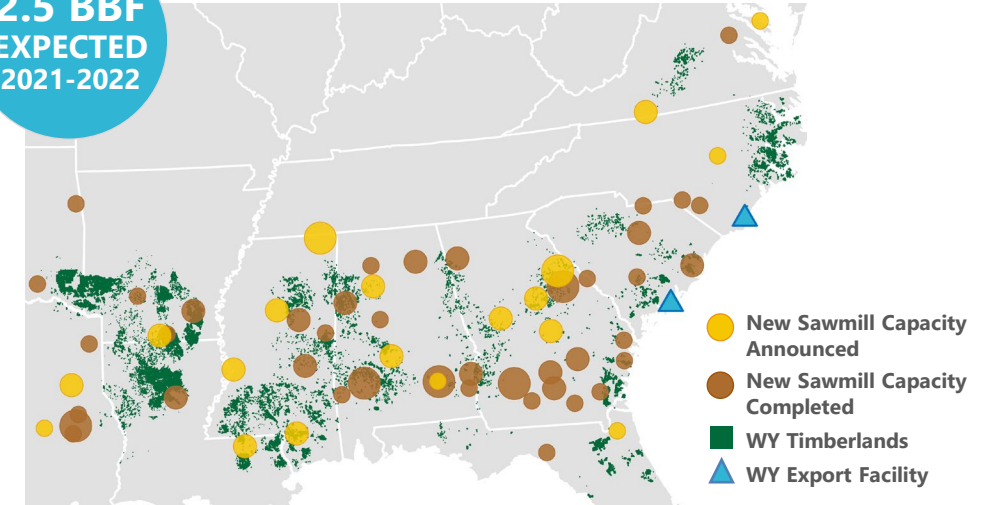 2.5 BBF
EXPECTED
2021-2022
New Sawmill Capacity
Announced
New Sawmill Capacity
Completed
WY Timberlands
WY Export Facility